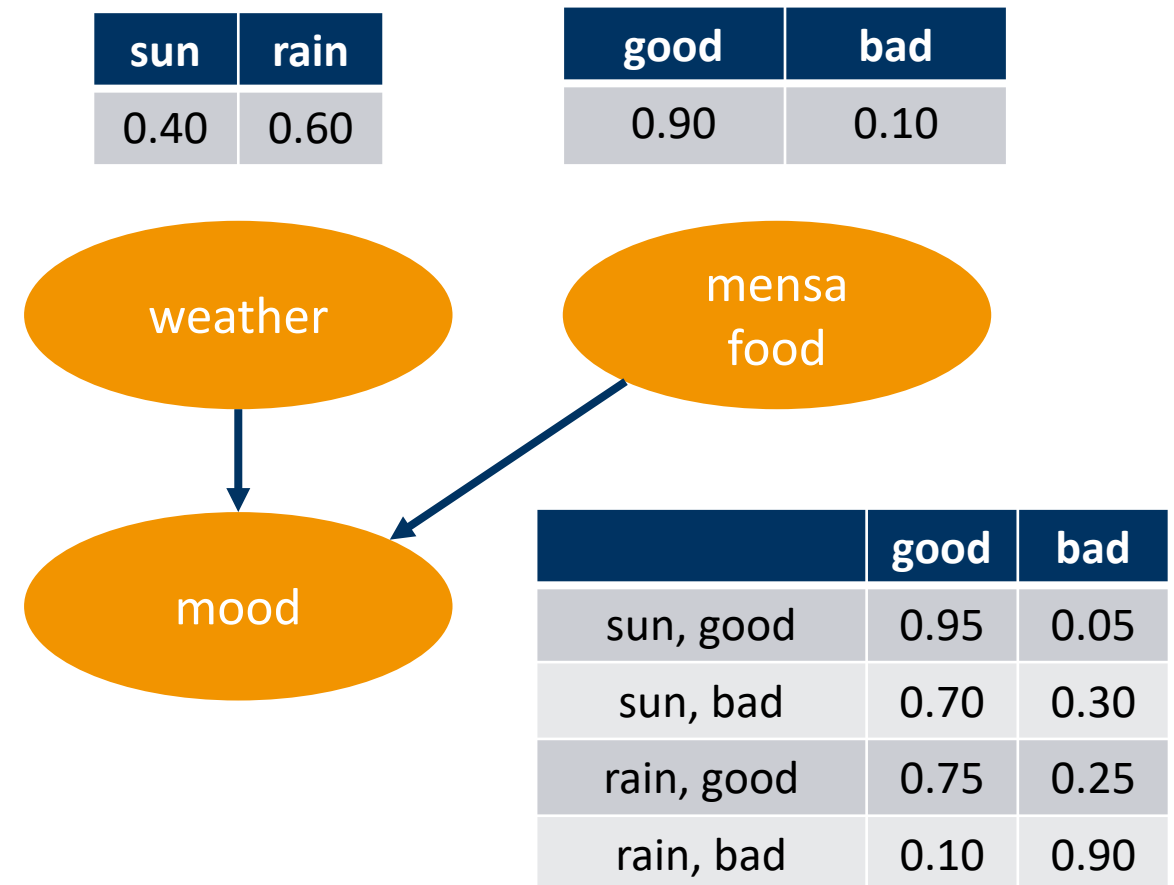 sun rain
0.40 0.60
good bad
0.90 0.10
weather
mensa
food
mood
good bad
sun, good 0.95 0.05
sun, bad 0.70 0.30
rain, good 0.75 0.25
rain, bad 0.10 0.90